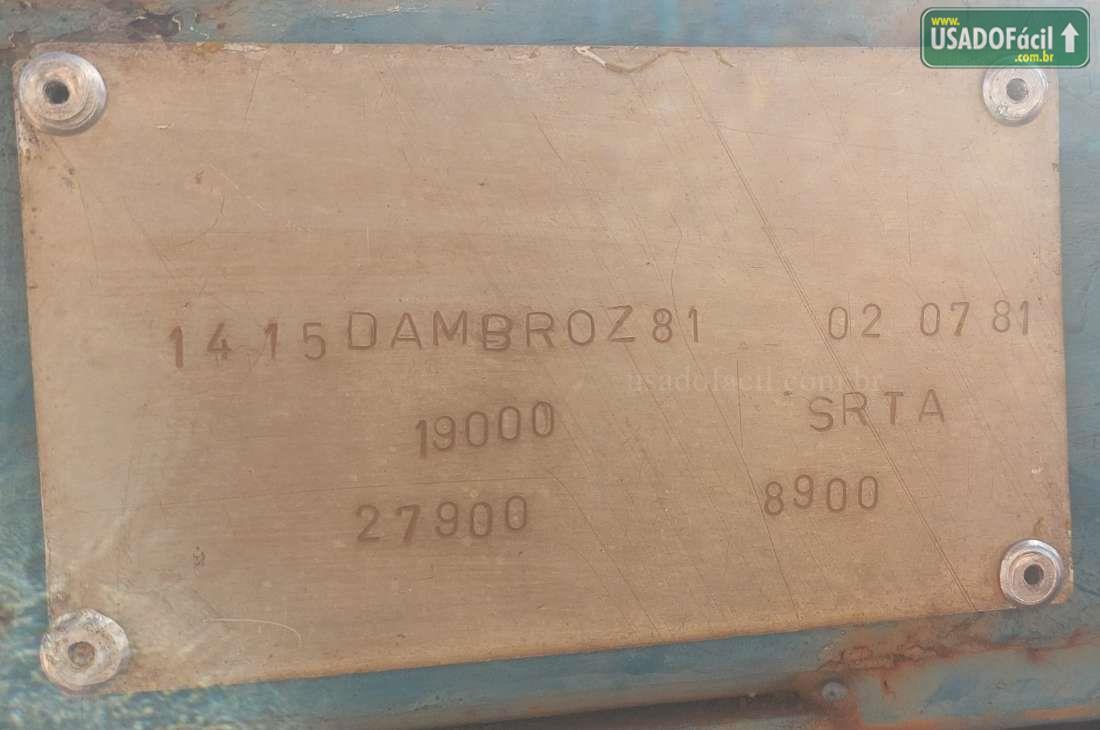 www.
USADOFácil
.com.br
1415DAMBROZ81 02 07 81
usadofacil.com.br
19000 SRTA
27900 8900